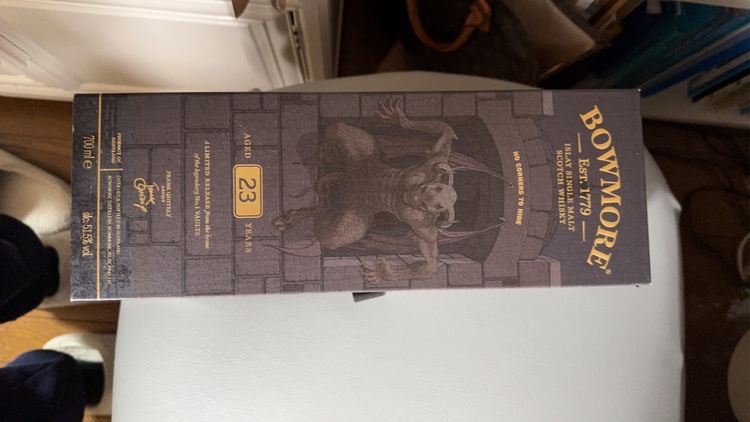 BOWMORE®
EST. 1779
ISLAY SINGLE MALT
SCOTCH WHISKY
NO CORNERS TO HIDE
AGED
23
YEARS
A LIMITED RELEASE from the home
of the legendary No.1 VAULTS
FRANK QUITELY
ARTIST
PRODUCT OF
SCOTLAND
700ml e
alc. 51.5% vol.